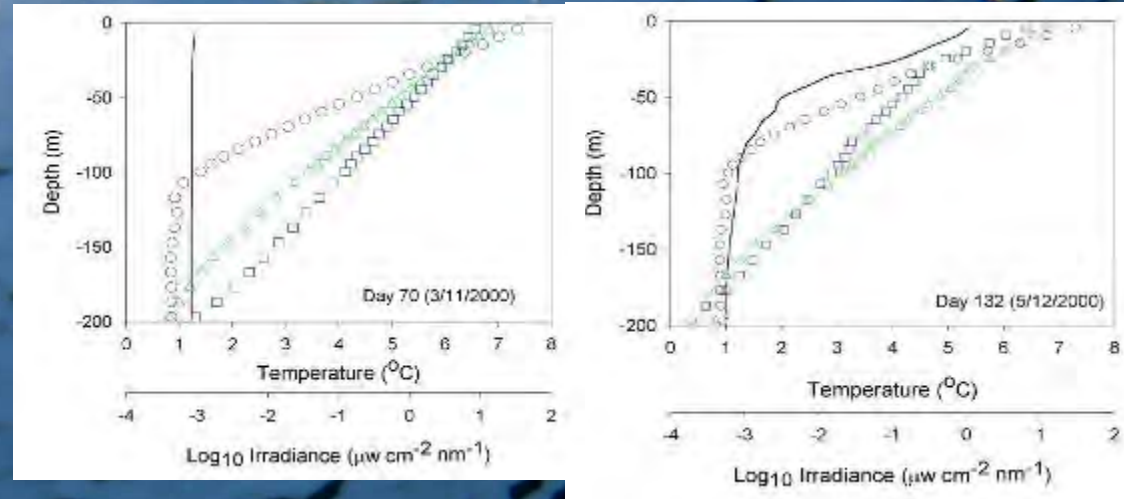 0
-50
-100
-150
-200
Depth (m)
Day 70 (3/11/2000)
0 1 2 3 4 5 6 7 8
Temperature (ºC)
-4 -3 -2 -1 0 1 2
Log10 Irradiance (μw cm-2 nm-1)
0
-50
-100
-150
-200
Depth (m)
Day 132 (5/12/2000)
0 1 2 3 4 5 6 7 8
Temperature (ºC)
-4 -3 -2 -1 0 1 2
Log10 Irradiance (μw cm-2 nm-1)